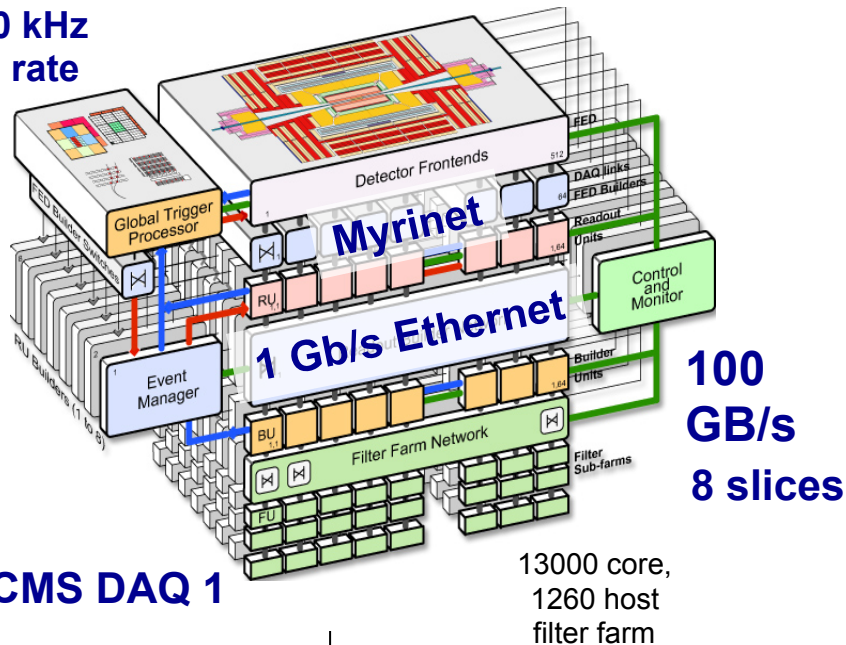 0 kHz
rate
FED
Detector Frontends
512
1
DAQ links
FED Builders
64
Global Trigger
Processor
FED Builder Switches
Myrinet
Readout
Units
1,64
RU
1,1
Control
and
Monitor
1 Gb/s Ethernet
Event
Manager
1
2
8
RU Builders (1 to 8)
Builder
Units
1,64
BU
1,1
100
GB/s
8 slices
Filter Farm Network
Filter
Sub-farms
FU
CMS DAQ 1
13000 core,
1260 host
filter farm